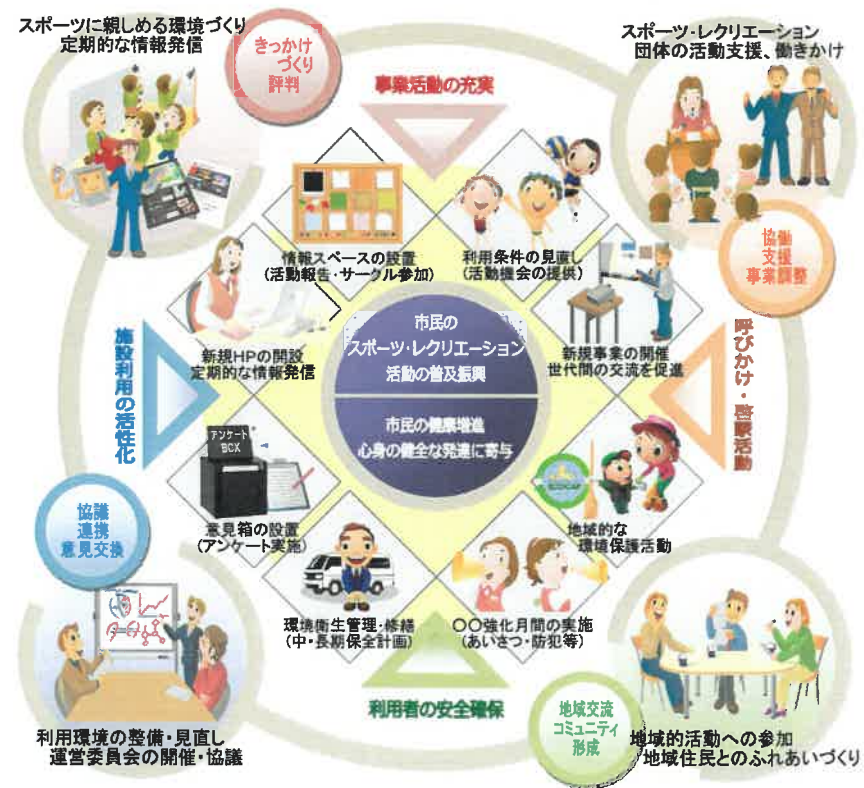 スポーツに親しめる環境づくり
定期的な情報発信
きっかけ
づくり
評判
事業活動の充実
スポーツ・レクリエーション
団体の活動支援、働きかけ
協働
支援
事業調整
情報スペースの設置
(活動報告・サークル参加)
利用条件の見直し
(活動機会の提供)
新規HPの開設
定期的な情報発信
市民の
スポーツ・レクリエーション
活動の普及振興
市民の健康増進
心身の健全な発達に寄与
新規事業の開催
世代間の交流を促進
施設利用の活性化
呼びかけ・啓蒙活動
アンケート
BOX
意見箱の設置
(アンケート実施)
地域的な
環境保護活動
環境衛生管理・修繕
(中・長期保全計画)
〇〇強化月間の実施
(あいさつ・防犯等)
利用者の安全確保
協議
連携
意見交換
利用環境の整備・見直し
運営委員会の開催・協議
地域交流
コミュニティ
形成
地域的活動への参加
地域住民とのふれあいづくり